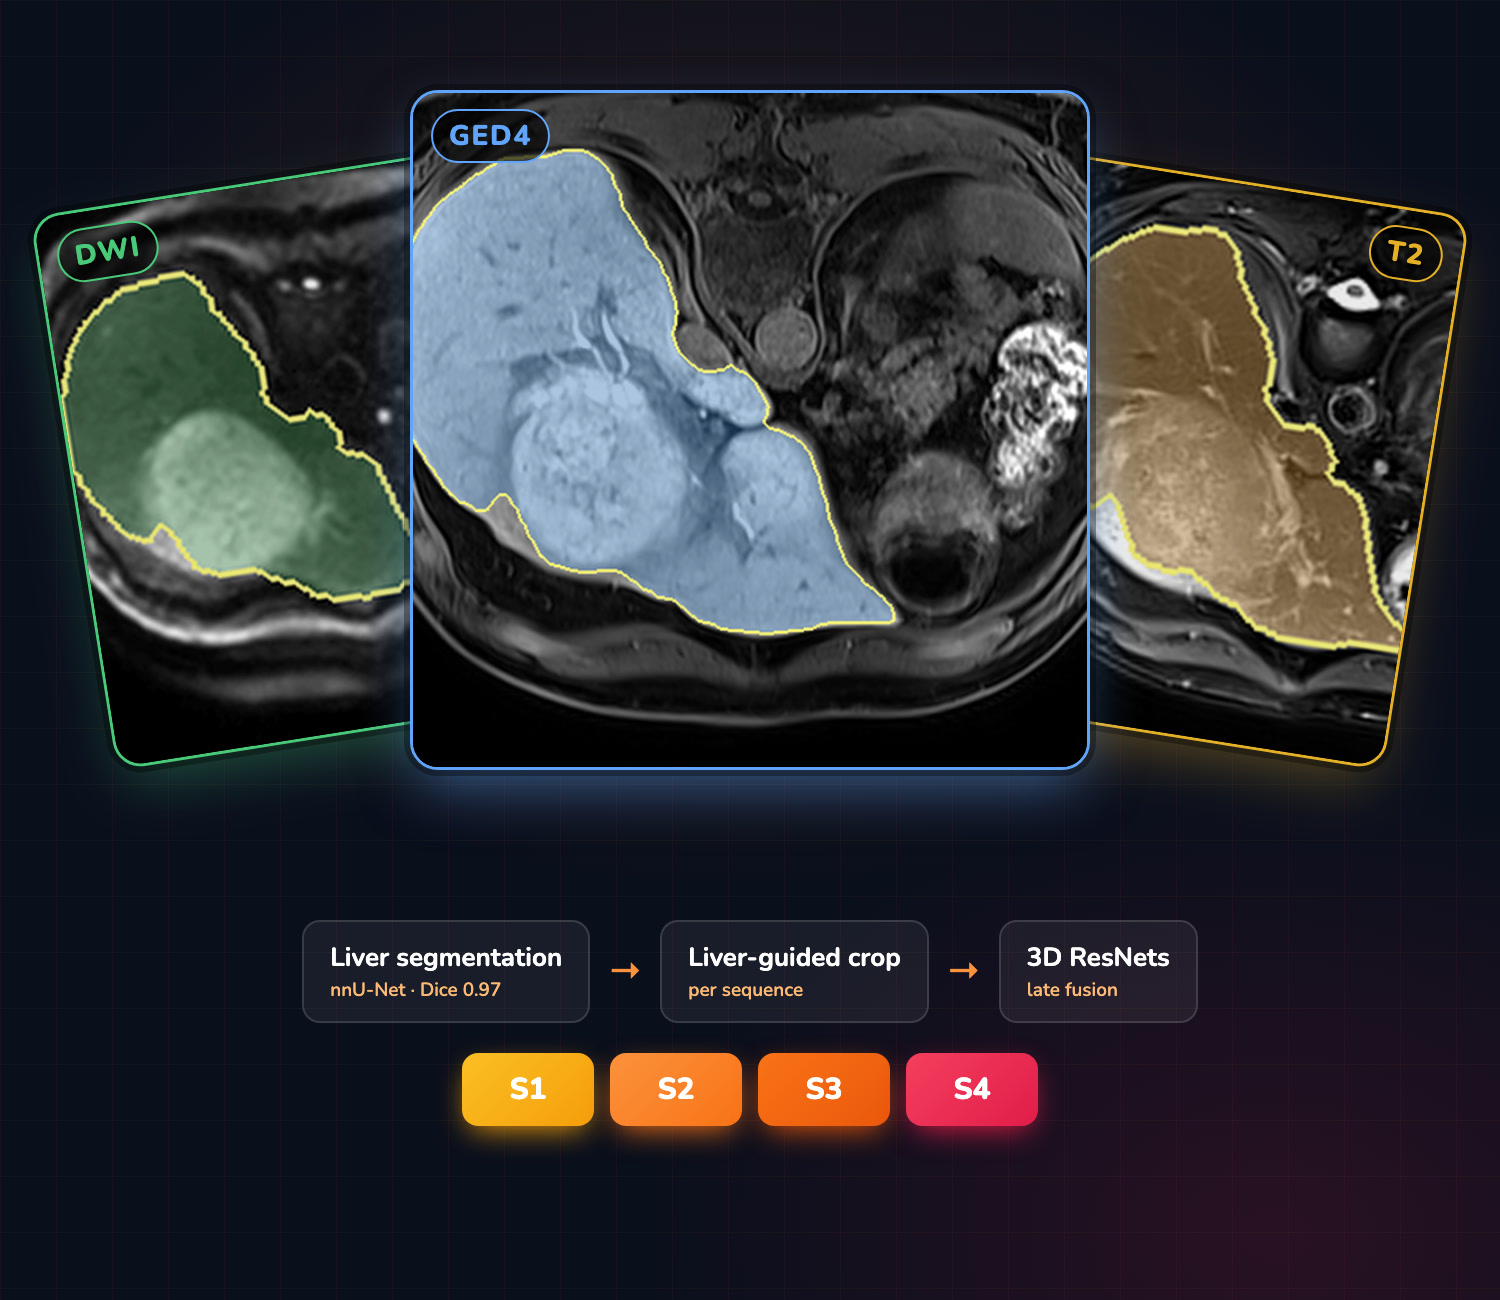 GED4
DWI
T2
Liver segmentation
nnU-Net · Dice 0.97
→
Liver-guided crop
per sequence
→
3D ResNets
late fusion
S1
S2
S3
S4